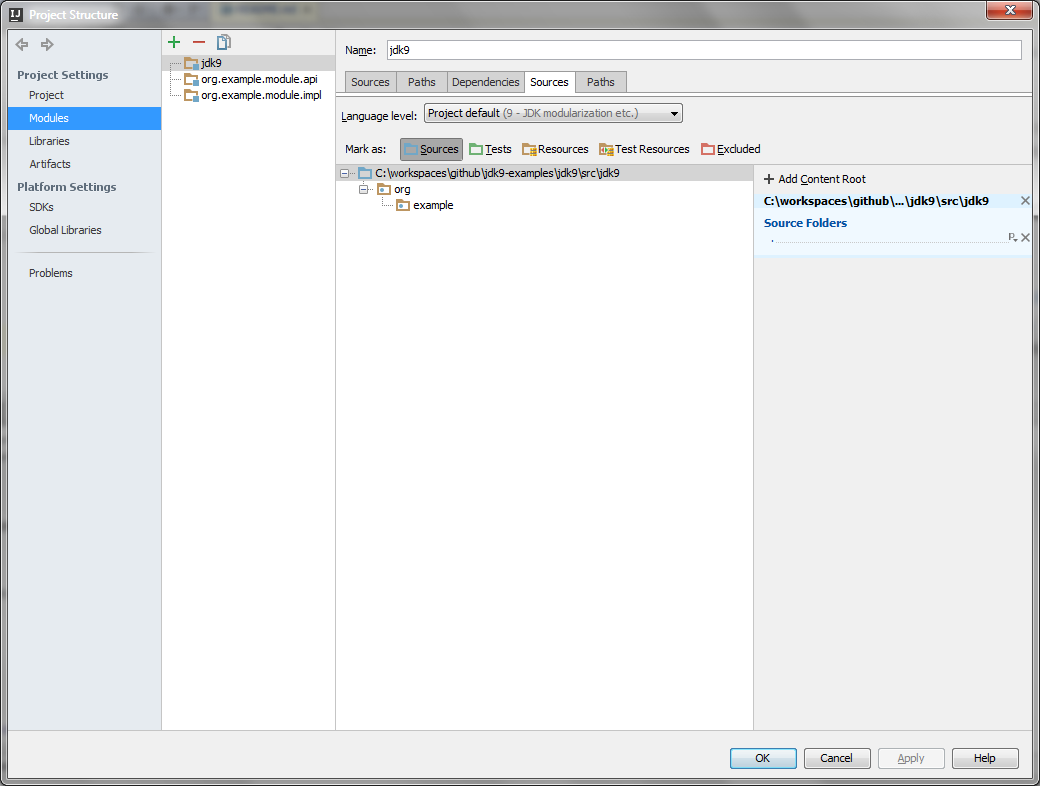 Project Structure
Project Settings
Project
Modules
Libraries
Artifacts
Platform Settings
SDKs
Global Libraries
Problems
jdk9
org.example.module.api
org.example.module.impl
Name: jdk9
Sources Paths Dependencies Sources Paths
Language level: Project default (9 - JDK modularization etc.)
Mark as: Sources Tests Resources Test Resources Excluded
C:\workspaces\github\jdk9-examples\jdk9\src\jdk9
org
example
Add Content Root
C:\workspaces\github\...\jdk9\src\jdk9
Source Folders
.
OK Cancel Apply Help